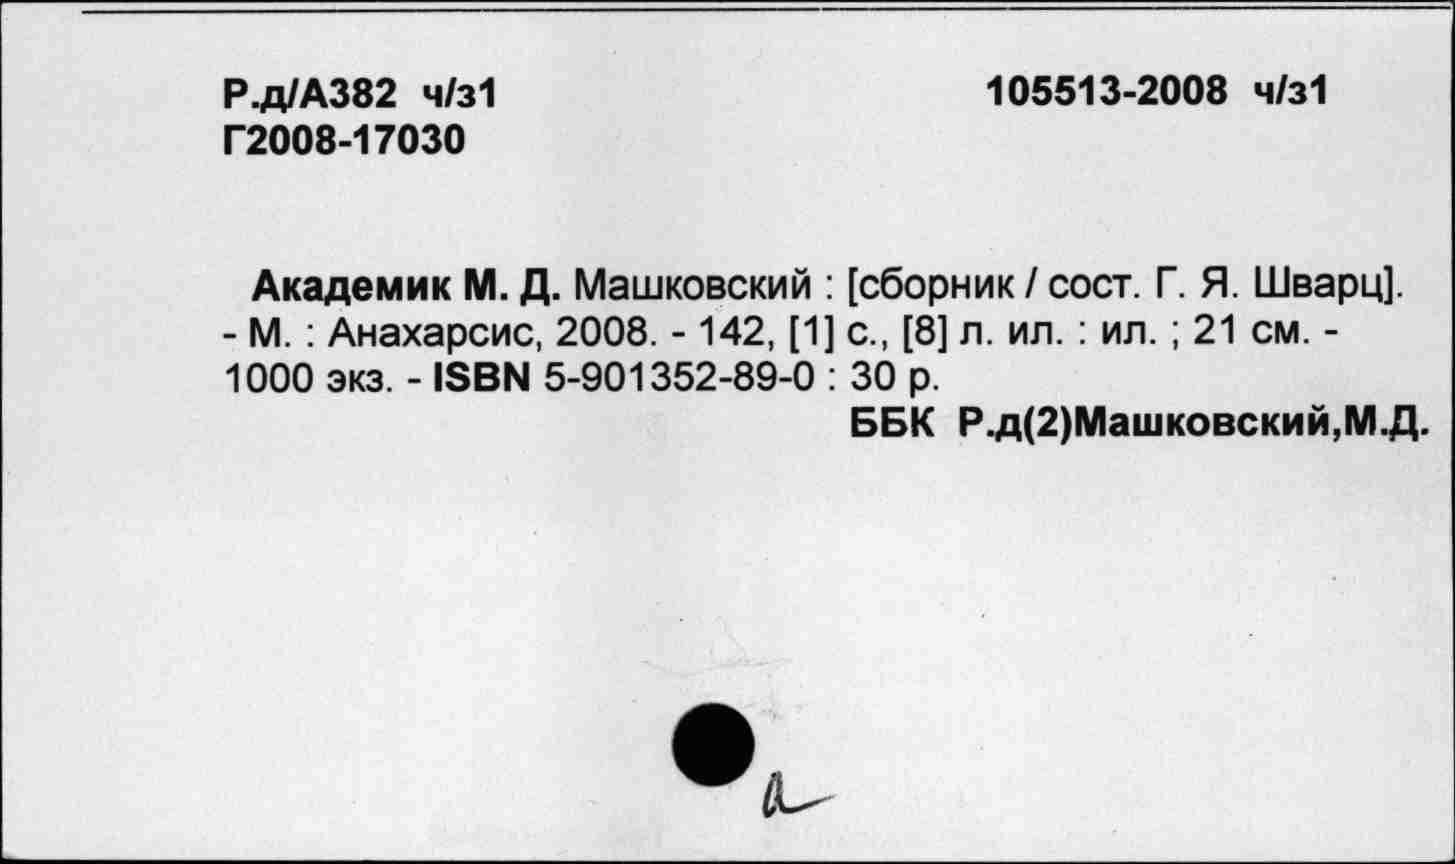 Р.д/А382 ч/з1 105513-2008 ч/з1
Г2008-17030
Академик М. Д. Машковский : [сборник / сост. Г. Я. Шварц].
- М. : Анахарсис, 2008. - 142, [1] с., [8] л. ил. : ил. ; 21 см. -
1000 экз. - ISBN 5-901352-89-0 : 30 р.
ББК Р.д(2)Машковский,М.Д.